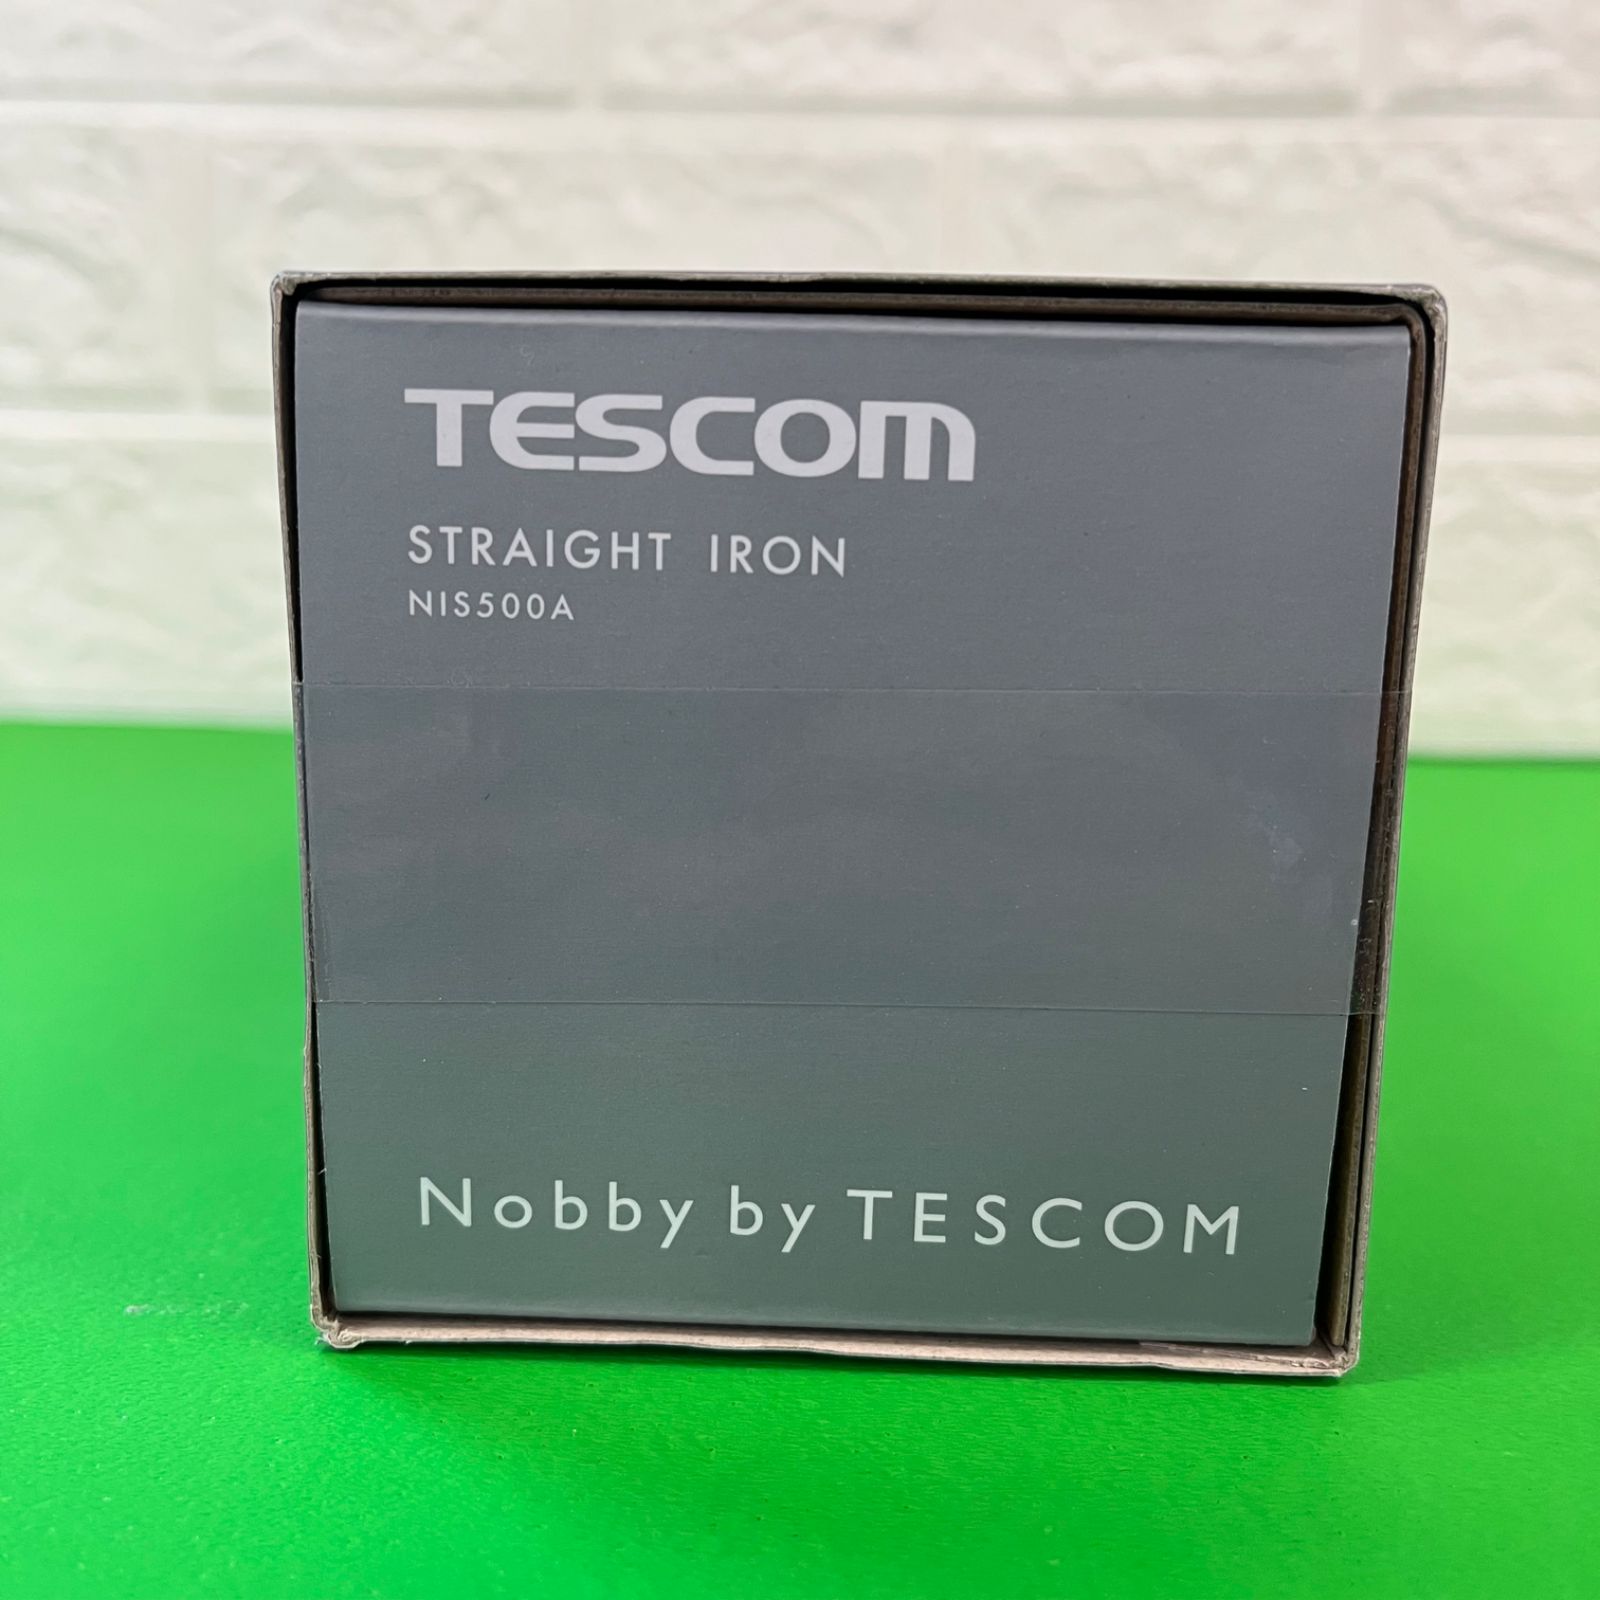 TESCOM
STRAIGHT IRON
NIS500A
Nobby by TESCOM